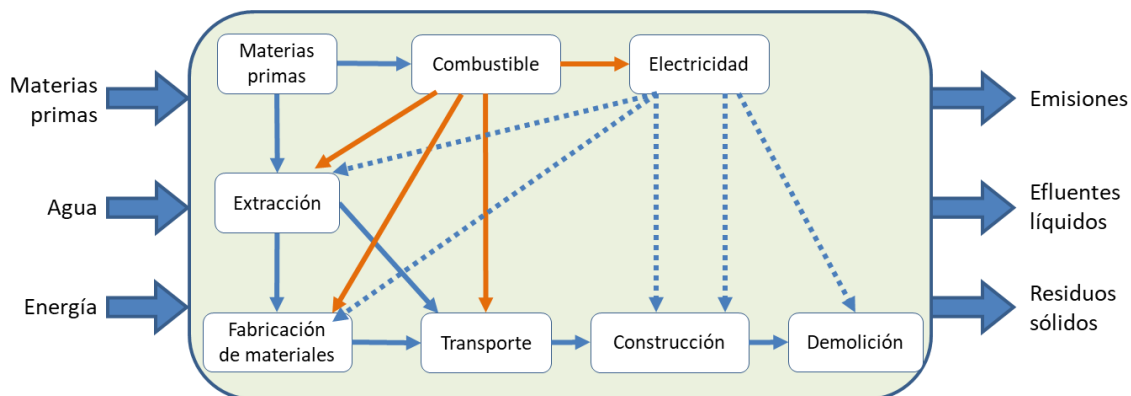 Materias
primas
Agua
Energía
Materias
primas
Combustible
Electricidad
Extracción
Fabricación
de materiales
Transporte
Construcción
Demolición
Emisiones
Efluentes
líquidos
Residuos
sólidos